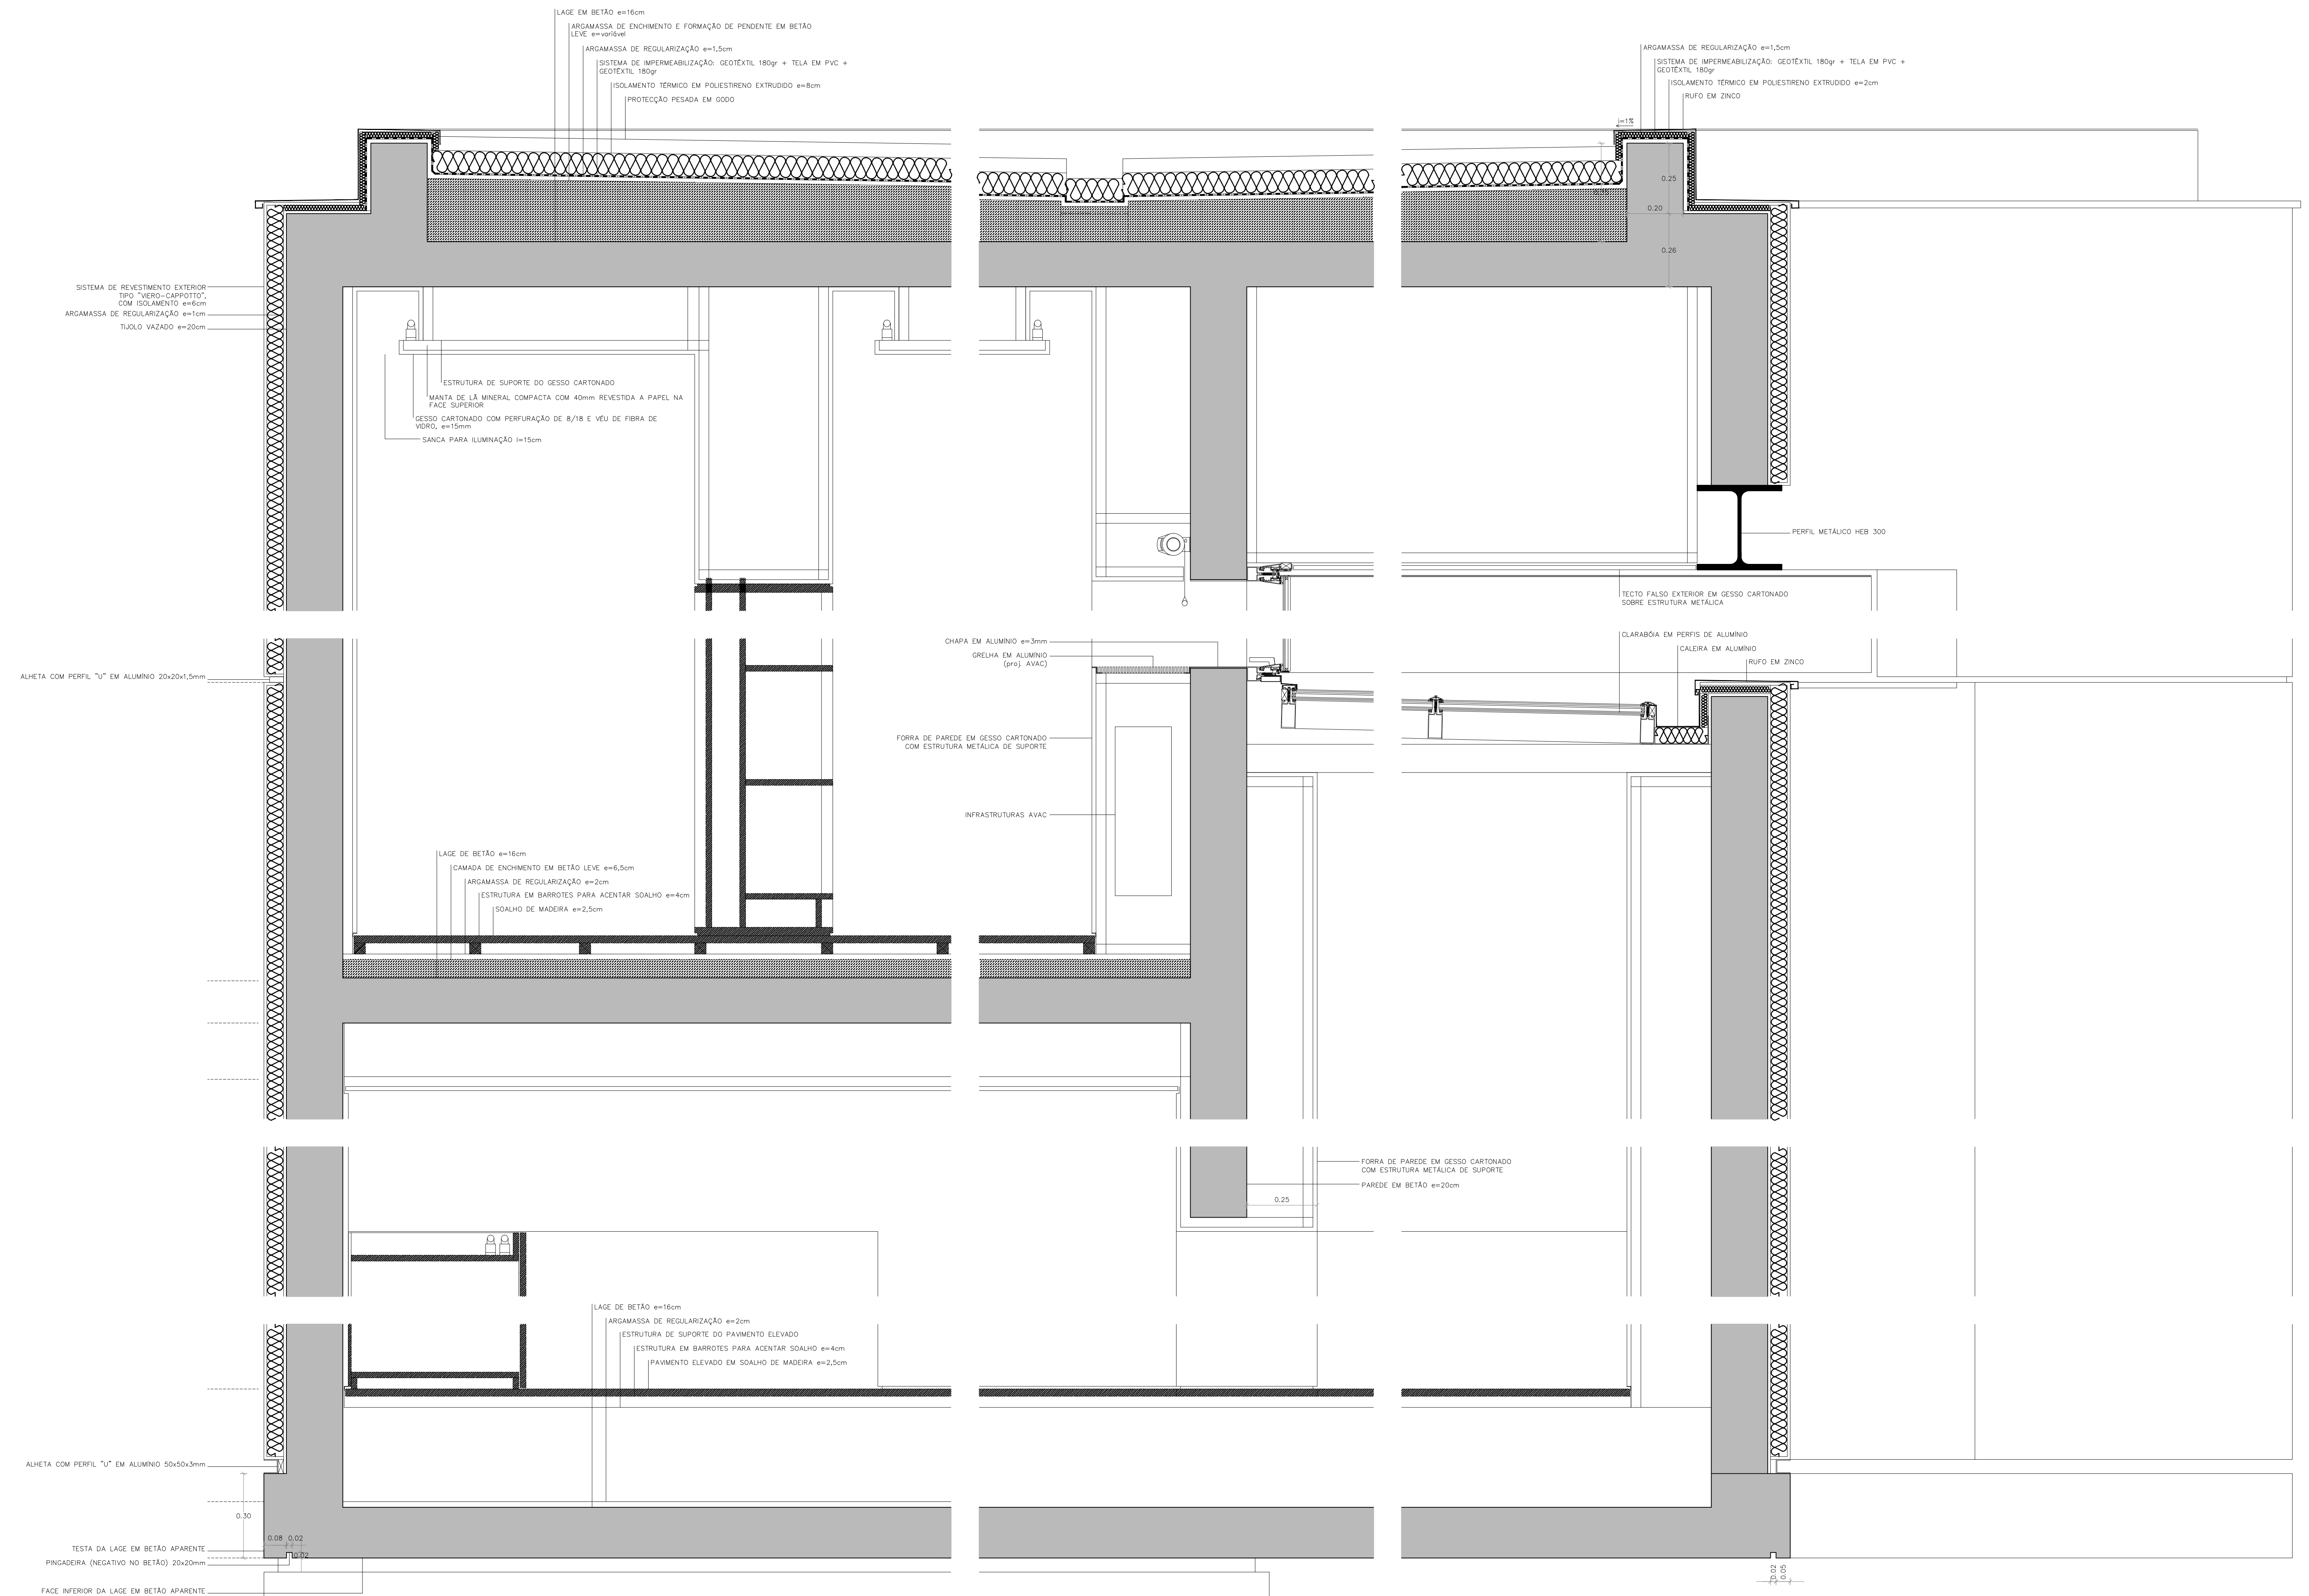 LAGE EM BETÃO e=16cm
ARGAMASSA DE ENCHIMENTO E FORMAÇÃO DE PENDENTE EM BETÃO
LEVE e=variável
ARGAMASSA DE REGULARIZAÇÃO e=1,5cm
SISTEMA DE IMPERMEABILIZAÇÃO: GEOTÊXTIL 180gr + TELA EM PVC +
GEOTÊXTIL 180gr
ISOLAMENTO TÉRMICO EM POLIESTIRENO EXTRUDIDO e=8cm
PROTECÇÃO PESADA EM GODO
ARGAMASSA DE REGULARIZAÇÃO e=1,5cm
SISTEMA DE IMPERMEABILIZAÇÃO: GEOTÊXTIL 180gr + TELA EM PVC +
GEOTÊXTIL 180gr
ISOLAMENTO TÉRMICO EM POLIESTIRENO EXTRUDIDO e=2cm
RUFO EM ZINCO
i=1%
0.25
0.20
0.26
SISTEMA DE REVESTIMENTO EXTERIOR
TIPO "VIERO-CAPPOTTO",
COM ISOLAMENTO e=6cm
ARGAMASSA DE REGULARIZAÇÃO e=1cm
TIJOLO VAZADO e=20cm
ESTRUTURA DE SUPORTE DO GESSO CARTONADO
MANTA DE LÃ MINERAL COMPACTA COM 40mm REVESTIDA A PAPEL NA
FACE SUPERIOR
GESSO CARTONADO COM PERFURAÇÃO DE 8/18 E VÉU DE FIBRA DE
VIDRO, e=15mm
SANCA PARA ILUMINAÇÃO l=15cm
PERFIL METÁLICO HEB 300
TECTO FALSO EXTERIOR EM GESSO CARTONADO
SOBRE ESTRUTURA METÁLICA
CLARABÓIA EM PERFIS DE ALUMÍNIO
CALEIRA EM ALUMÍNIO
RUFO EM ZINCO
CHAPA EM ALUMÍNIO e=3mm
GRELHA EM ALUMÍNIO
(proj. AVAC)
ALHETA COM PERFIL "U" EM ALUMÍNIO 20x20x1,5mm
FORRA DE PAREDE EM GESSO CARTONADO
COM ESTRUTURA METÁLICA DE SUPORTE
INFRASTRUTURAS AVAC
LAGE DE BETÃO e=16cm
CAMADA DE ENCHIMENTO EM BETÃO LEVE e=6,5cm
ARGAMASSA DE REGULARIZAÇÃO e=2cm
ESTRUTURA EM BARROTES PARA ACENTAR SOALHO e=4cm
SOALHO DE MADEIRA e=2,5cm
FORRA DE PAREDE EM GESSO CARTONADO
COM ESTRUTURA METÁLICA DE SUPORTE
PAREDE EM BETÃO e=20cm
0.25
LAGE DE BETÃO e=16cm
ARGAMASSA DE REGULARIZAÇÃO e=2cm
ESTRUTURA DE SUPORTE DO PAVIMENTO ELEVADO
ESTRUTURA EM BARROTES PARA ACENTAR SOALHO e=4cm
PAVIMENTO ELEVADO EM SOALHO DE MADEIRA e=2,5cm
ALHETA COM PERFIL "U" EM ALUMÍNIO 50x50x3mm
0.30
0.08 0.02
0.02
TESTA DA LAGE EM BETÃO APARENTE
PINGADEIRA (NEGATIVO NO BETÃO) 20x20mm
FACE INFERIOR DA LAGE EM BETÃO APARENTE
0.02
0.05